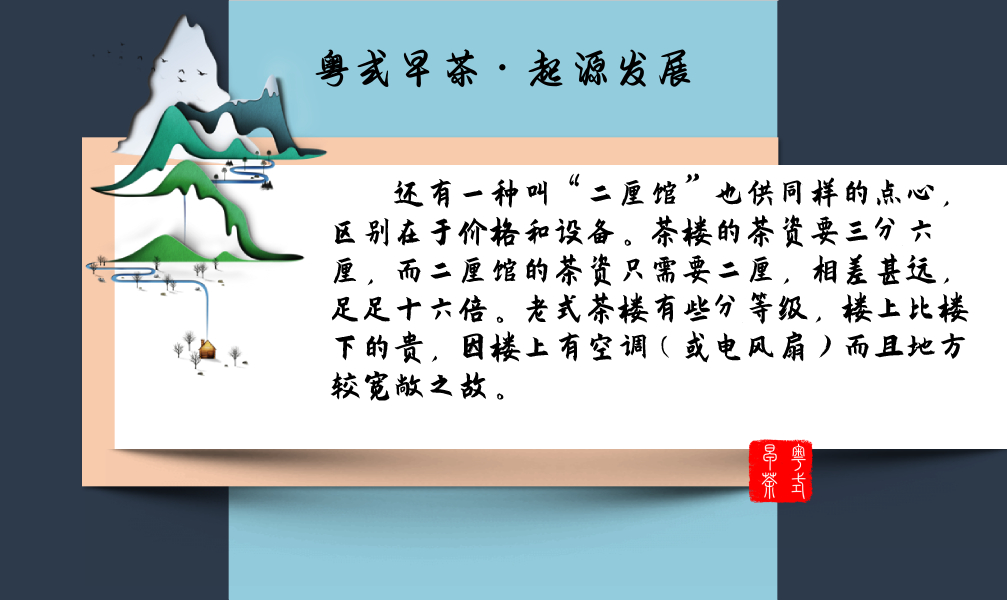 粤式早茶·起源发展
还有一种叫“二厘馆”也供同样的点心，
区别在于价格和设备。茶楼的茶资要三分六
厘，而二厘馆的茶资只需要二厘，相差甚远，
足足十六倍。老式茶楼有些分等级，楼上比楼
下的贵，因楼上有空调（或电风扇）而且地方
较宽敞之故。
粤式
早茶